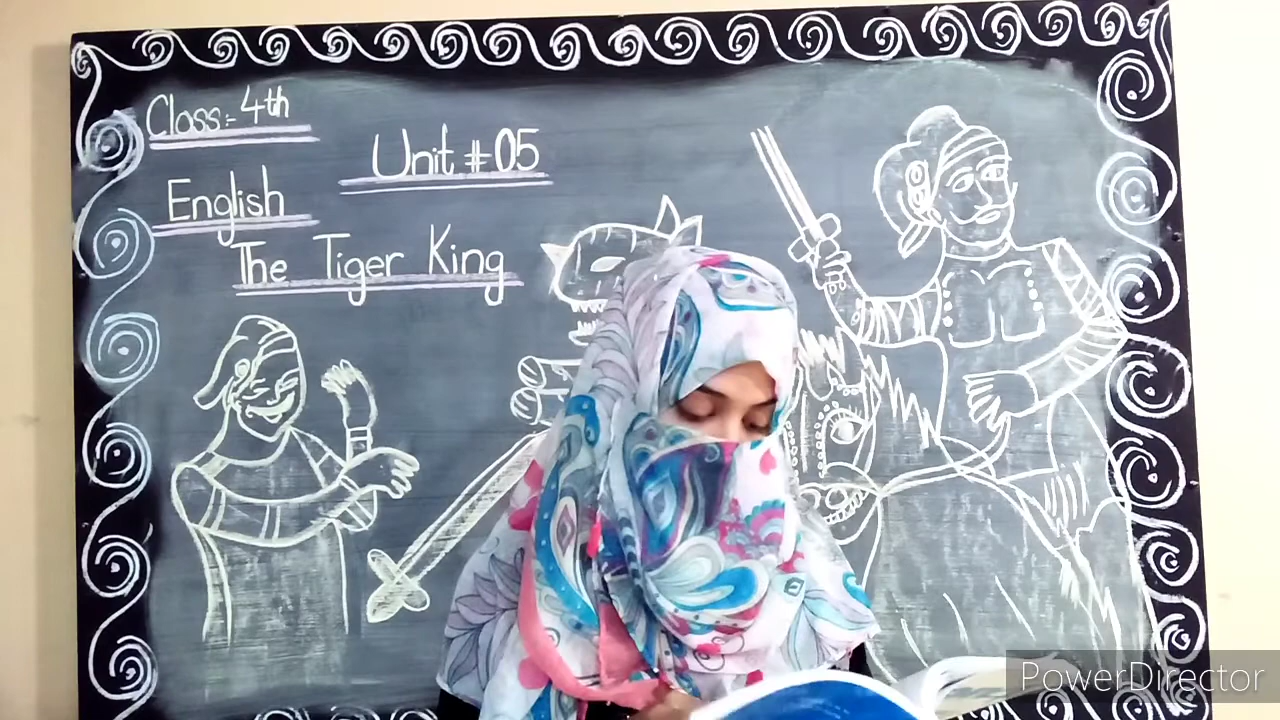 Class:- 4th
Unit # 05
English
The Tiger King
PowerDirector